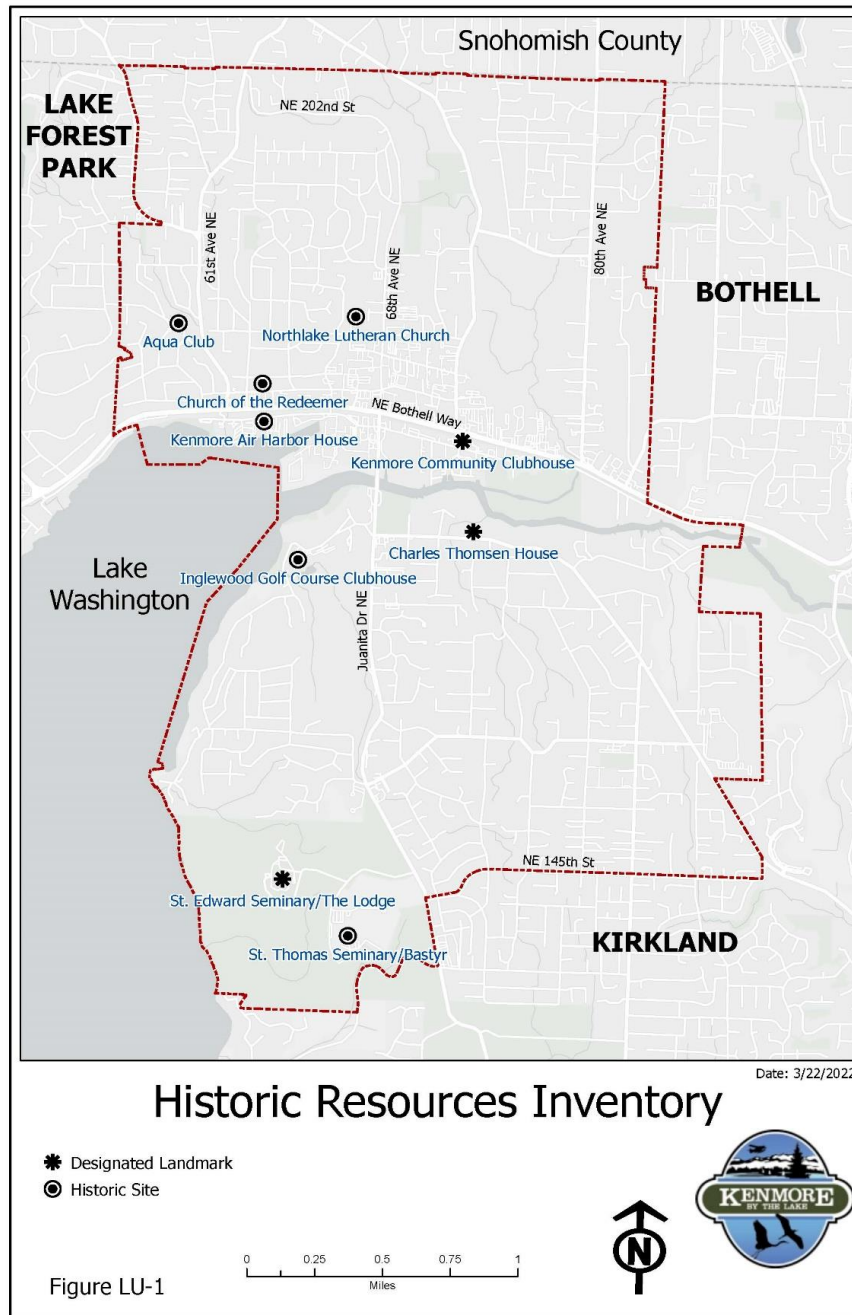 Snohomish County
LAKE
FOREST
PARK
NE 202nd St
61st Ave NE
68th Ave NE
80th Ave NE
BOTHELL
Aqua Club
Northlake Lutheran Church
Church of the Redeemer
NE Bothell Way
Kenmore Air Harbor House
Kenmore Community Clubhouse
Charles Thomsen House
Lake
Washington
Inglewood Golf Course Clubhouse
Juanita Dr NE
NE 145th St
St. Edward Seminary/The Lodge
KIRKLAND
St. Thomas Seminary/Bastyr
Date: 3/22/2022
Historic Resources Inventory
Designated Landmark
Historic Site
KENMORE
BY THE LAKE
N
0 0.25 0.5 0.75 1
Miles
Figure LU-1